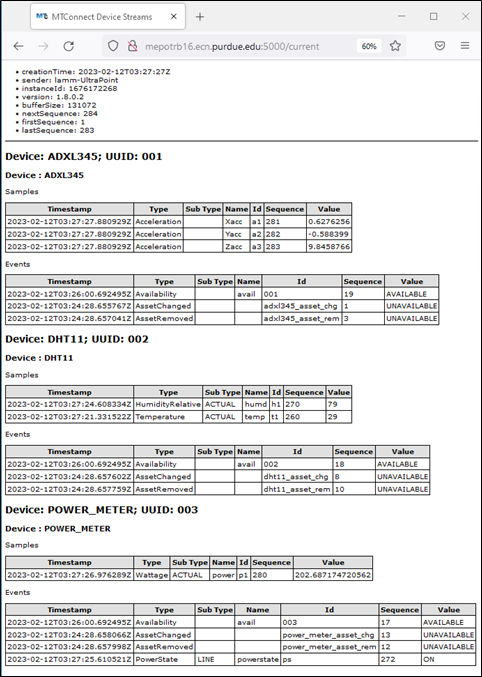 MTConnect Device Streams
mepotrb16.ecn.purdue.edu:5000/current 60%
• creationTime: 2023-02-12T03:27:27Z
• sender: lamm-UltraPoint
• instanceId: 1676172268
• version: 1.8.0.2
• bufferSize: 131072
• nextSequence: 284
• firstSequence: 1
• lastSequence: 283
Device: ADXL345; UUID: 001
Device : ADXL345
Samples
Timestamp Type Sub Type Name Id Sequence Value
2023-02-12T03:27:27.880929Z Acceleration Xacc a1 281 0.6276256
2023-02-12T03:27:27.880929Z Acceleration Yacc a2 282 -0.588399
2023-02-12T03:27:27.880929Z Acceleration Zacc a3 283 9.8458766
Events
Timestamp Type Sub Type Name Id Sequence Value
2023-02-12T03:26:00.692495Z Availability avail 001 19 AVAILABLE
2023-02-12T03:24:28.655767Z AssetChanged adxl345_asset_chg 1 UNAVAILABLE
2023-02-12T03:24:28.657041Z AssetRemoved adxl345_asset_rem 3 UNAVAILABLE
Device: DHT11; UUID: 002
Device : DHT11
Samples
Timestamp Type Sub Type Name Id Sequence Value
2023-02-12T03:27:24.608334Z HumidityRelative ACTUAL humd h1 270 79
2023-02-12T03:27:21.331522Z Temperature ACTUAL temp t1 260 29
Events
Timestamp Type Sub Type Name Id Sequence Value
2023-02-12T03:26:00.692495Z Availability avail 002 18 AVAILABLE
2023-02-12T03:24:28.657602Z AssetChanged dht11_asset_chg 8 UNAVAILABLE
2023-02-12T03:24:28.657759Z AssetRemoved dht11_asset_rem 10 UNAVAILABLE
Device: POWER_METER; UUID: 003
Device : POWER_METER
Samples
Timestamp Type Sub Type Name Id Sequence Value
2023-02-12T03:27:26.976289Z Wattage ACTUAL power p1 280 202.687174720562
Events
Timestamp Type Sub Type Name Id Sequence Value
2023-02-12T03:26:00.692495Z Availability avail 003 17 AVAILABLE
2023-02-12T03:24:28.658066Z AssetChanged power_meter_asset_chg 13 UNAVAILABLE
2023-02-12T03:24:28.657998Z AssetRemoved power_meter_asset_rem 12 UNAVAILABLE
2023-02-12T03:27:25.610521Z PowerState LINE powerstate ps 272 ON